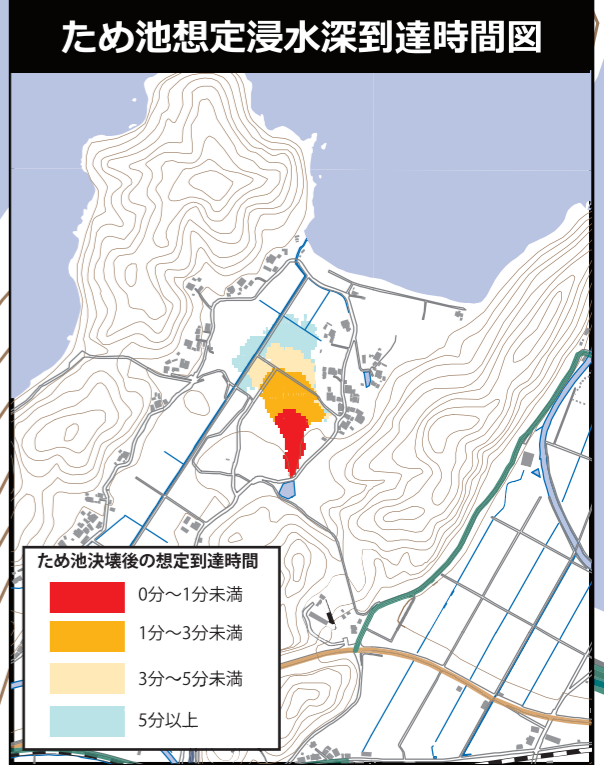 ため池想定浸水深到達時間図
ため池決壊後の想定到達時間
0分～1分未満
1分～3分未満
3分～5分未満
5分以上